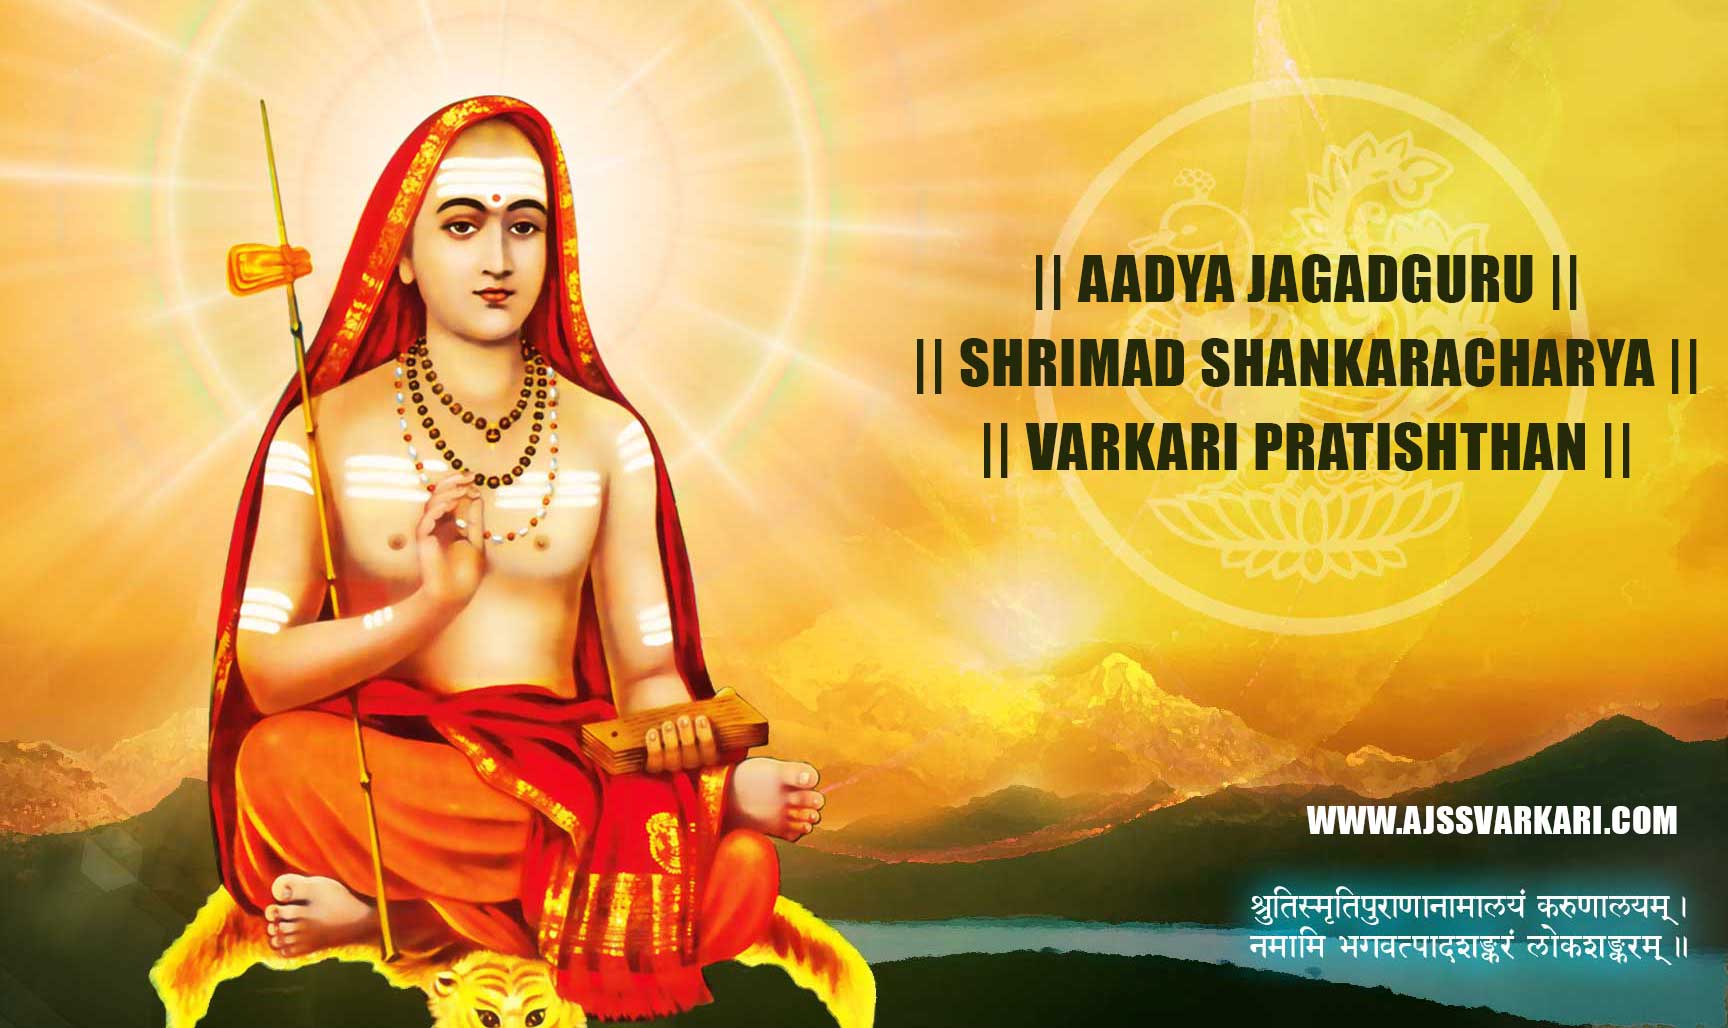 || AADYA JAGADGURU ||
|| SHRIMAD SHANKARACHARYA ||
|| VARKARI PRATISHTHAN ||
WWW.AJSSVARKARI.COM
श्रुतिस्मृतिपुराणानामालयं करुणालयम् ।
नमामि भगवत्पादशङ्करं लोकशङ्करम् ॥